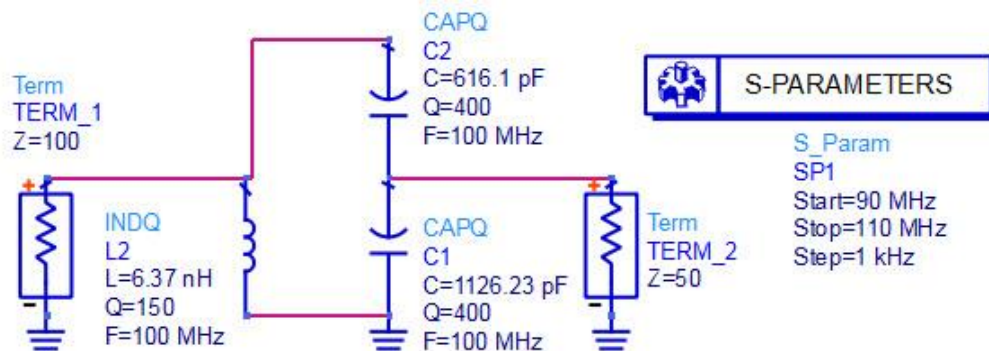 CAPQ
C2
C=616.1 pF
Q=400
F=100 MHz
Term
TERM_1
Z=100
S-PARAMETERS
S_Param
SP1
Start=90 MHz
Stop=110 MHz
Step=1 kHz
+
INDQ
L2
L=6.37 nH
Q=150
F=100 MHz
-
CAPQ
C1
C=1126.23 pF
Q=400
F=100 MHz
+
Term
TERM_2
Z=50
-